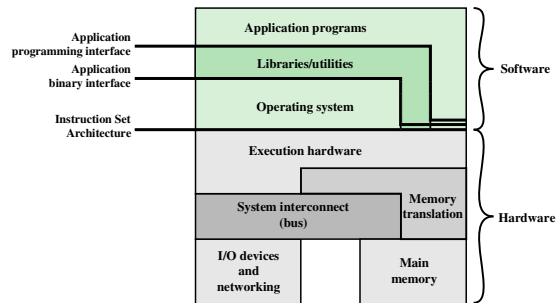 Application
programming interface
Application
binary interface
Instruction Set
Architecture
Application programs
Libraries/utilities
Operating system
Execution hardware
System interconnect
(bus)
Memory
translation
I/O devices
and
networking
Main
memory
Software
Hardware